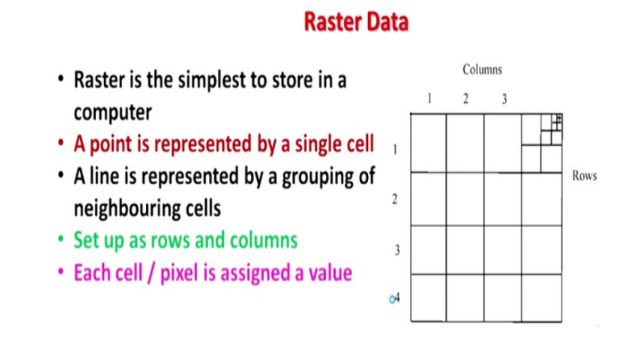 Raster Data
• Raster is the simplest to store in a
computer
• A point is represented by a single cell
• A line is represented by a grouping of
neighbouring cells
• Set up as rows and columns
• Each cell / pixel is assigned a value
Columns
1 2 3
1
Rows
2
3
4